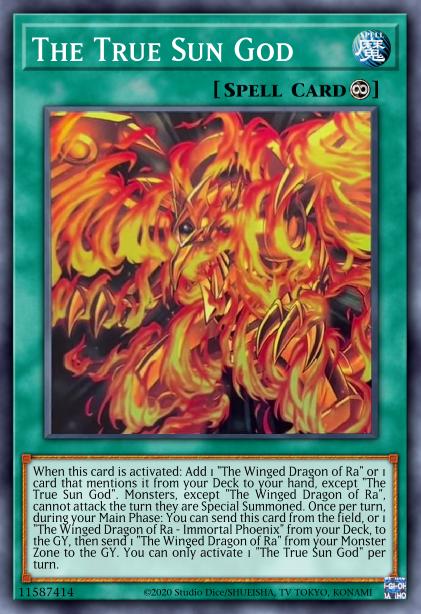 THE TRUE SUN GOD
SPELL
魔
[SPELL CARD]
When this card is activated: Add 1 "The Winged Dragon of Ra" or 1
card that mentions it from your Deck to your hand, except "The
True Sun God". Monsters, except "The Winged Dragon of Ra",
cannot attack the turn they are Special Summoned. Once per turn,
during your Main Phase: You can send this card from the field, or 1
"The Winged Dragon of Ra - Immortal Phoenix" from your Deck, to
the GY, then send 1 "The Winged Dragon of Ra" from your Monster
Zone to the GY. You can only activate 1 "The True Sun God" per
turn.
11587414
©2020 Studio Dice/SHUEISHA, TV TOKYO, KONAMI